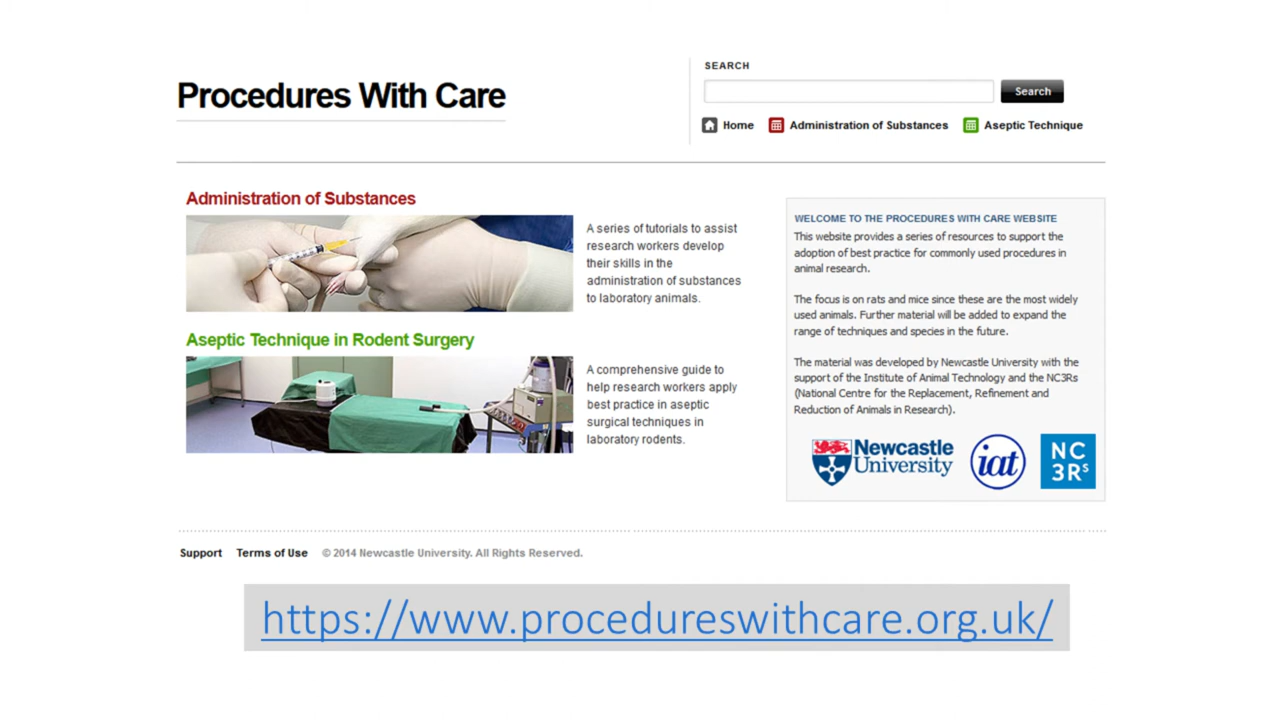 Procedures With Care
SEARCH
Search
Home
Administration of Substances
Aseptic Technique
Administration of Substances
A series of tutorials to assist
research workers develop
their skills in the
administration of substances
to laboratory animals.
Aseptic Technique in Rodent Surgery
A comprehensive guide to
help research workers apply
best practice in aseptic
surgical techniques in
laboratory rodents.
WELCOME TO THE PROCEDURES WITH CARE WEBSITE
This website provides a series of resources to support the
adoption of best practice for commonly used procedures in
animal research.
The focus is on rats and mice since these are the most widely
used animals. Further material will be added to expand the
range of techniques and species in the future.
The material was developed by Newcastle University with the
support of the Institute of Animal Technology and the NC3Rs
(National Centre for the Replacement, Refinement and
Reduction of Animals in Research).
Newcastle
University
iat
NC
3Rs
Support
Terms of Use
© 2014 Newcastle University. All Rights Reserved.
https://www.procedureswithcare.org.uk/